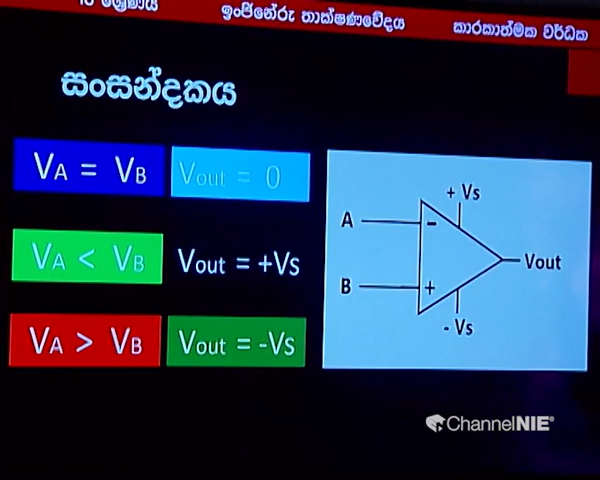 ශ්‍රේණිය ඉංජිනේරු තාක්ෂණවේදය කාරකාත්මක වර්ධක
සංසන්දකය
VA = VB Vout = 0
VA < VB Vout = +Vs
VA > VB Vout = -Vs
+ Vs
A -
Vout
B +
- Vs
ChannelNIE